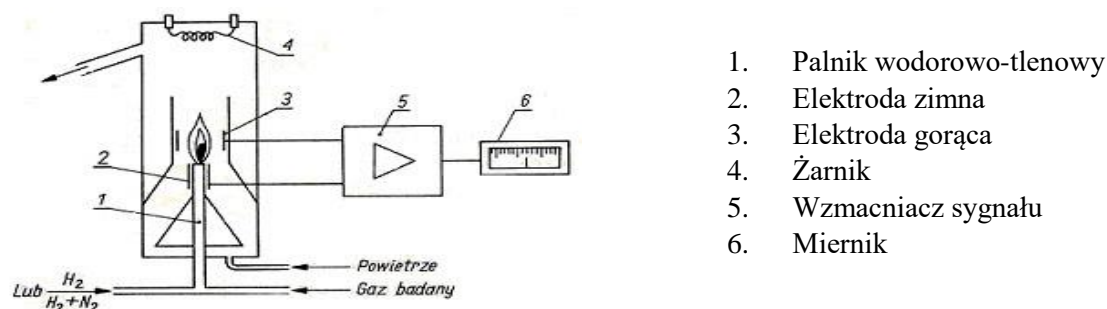 4
3
5
6
2
1
Powietrze
Gaz badany
Lub H₂
H₂+N₂
1. Palnik wodorowo-tlenowy
2. Elektroda zimna
3. Elektroda gorąca
4. Żarnik
5. Wzmacniacz sygnału
6. Miernik